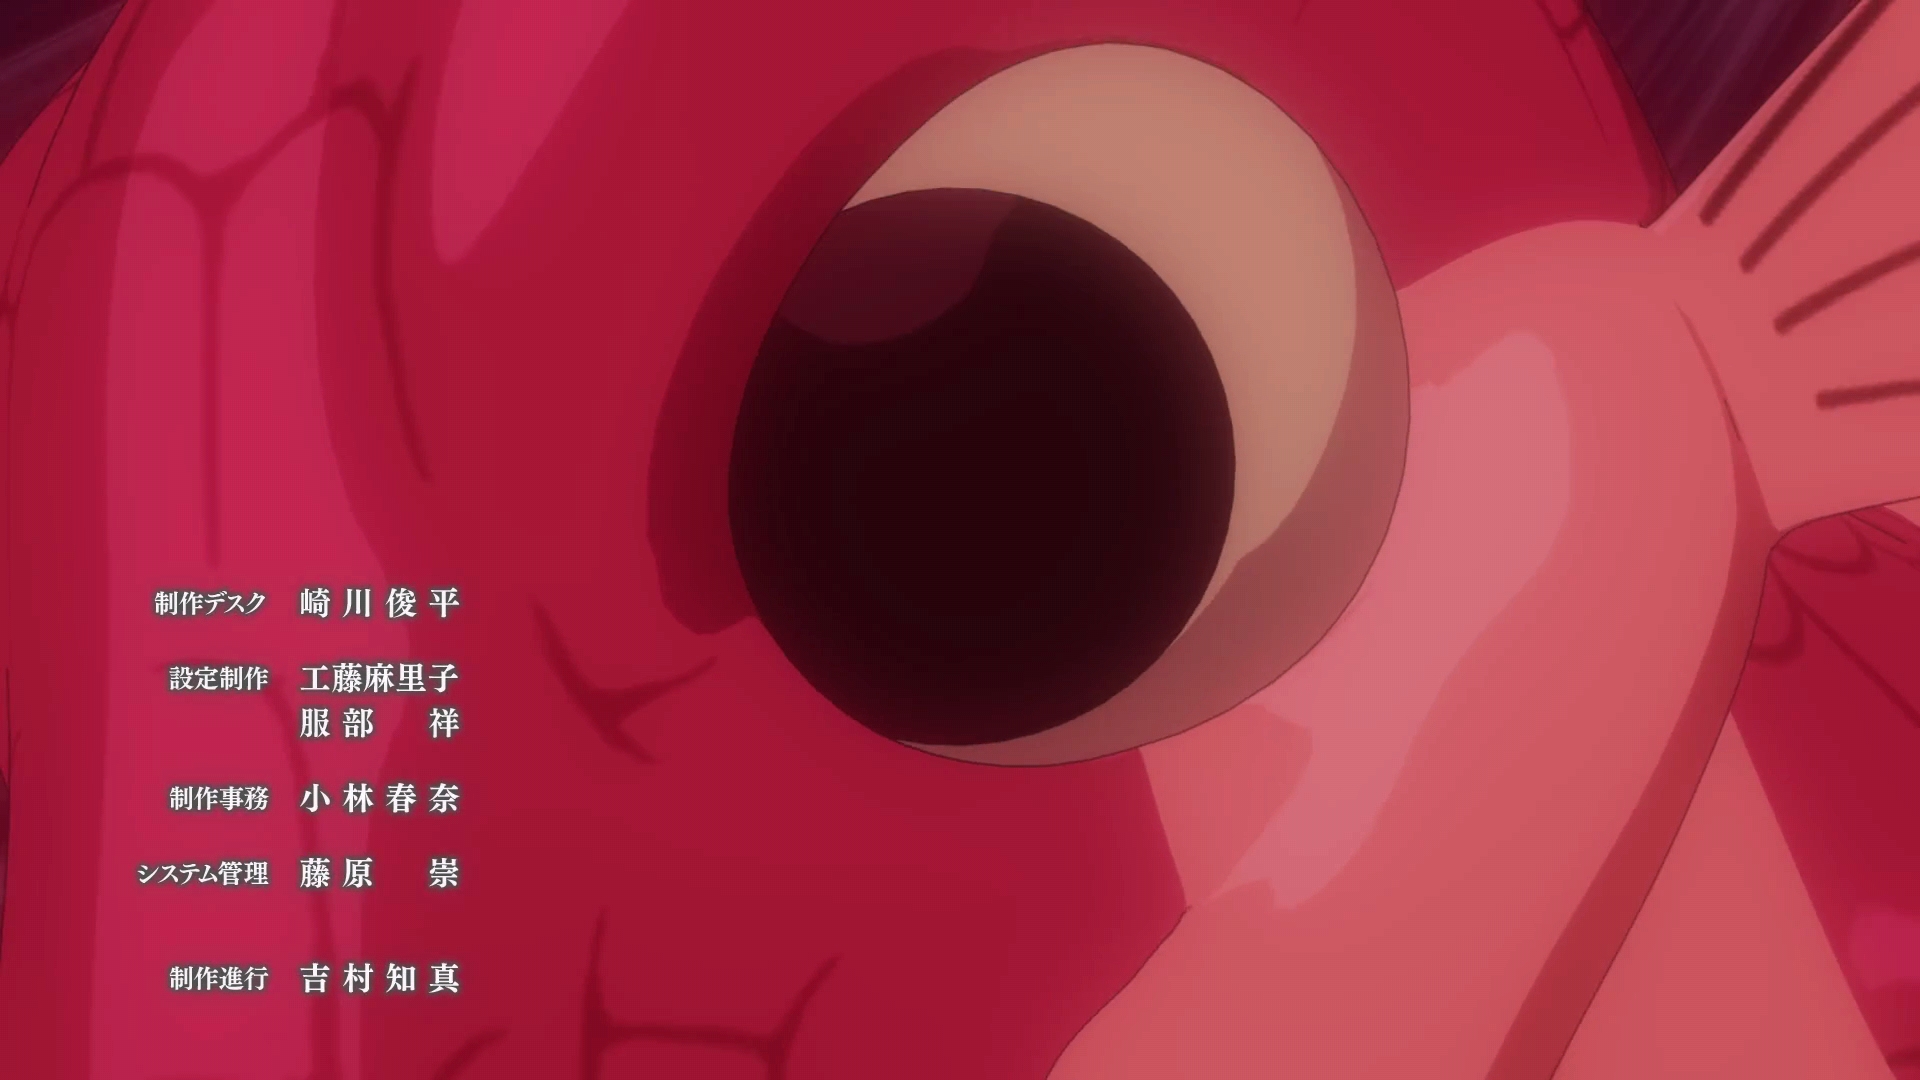 制作デスク 崎川俊平
設定制作 工藤麻里子
服部 祥
制作事務 小林春奈
システム管理 藤原 崇
制作進行 吉村知真